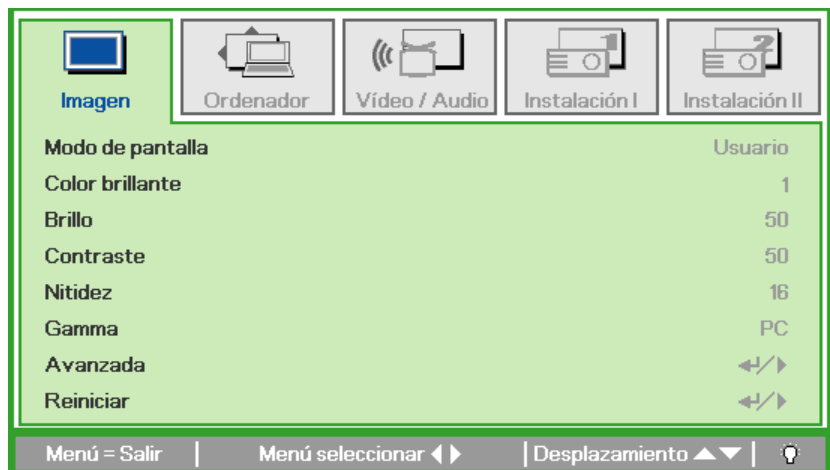 Imagen Ordenador Vídeo / Audio Instalación I Instalación II
Modo de pantalla Usuario
Color brillante 1
Brillo 50
Contraste 50
Nitidez 16
Gamma PC
Avanzada
Reiniciar
Menú = Salir Menú seleccionar Desplazamiento